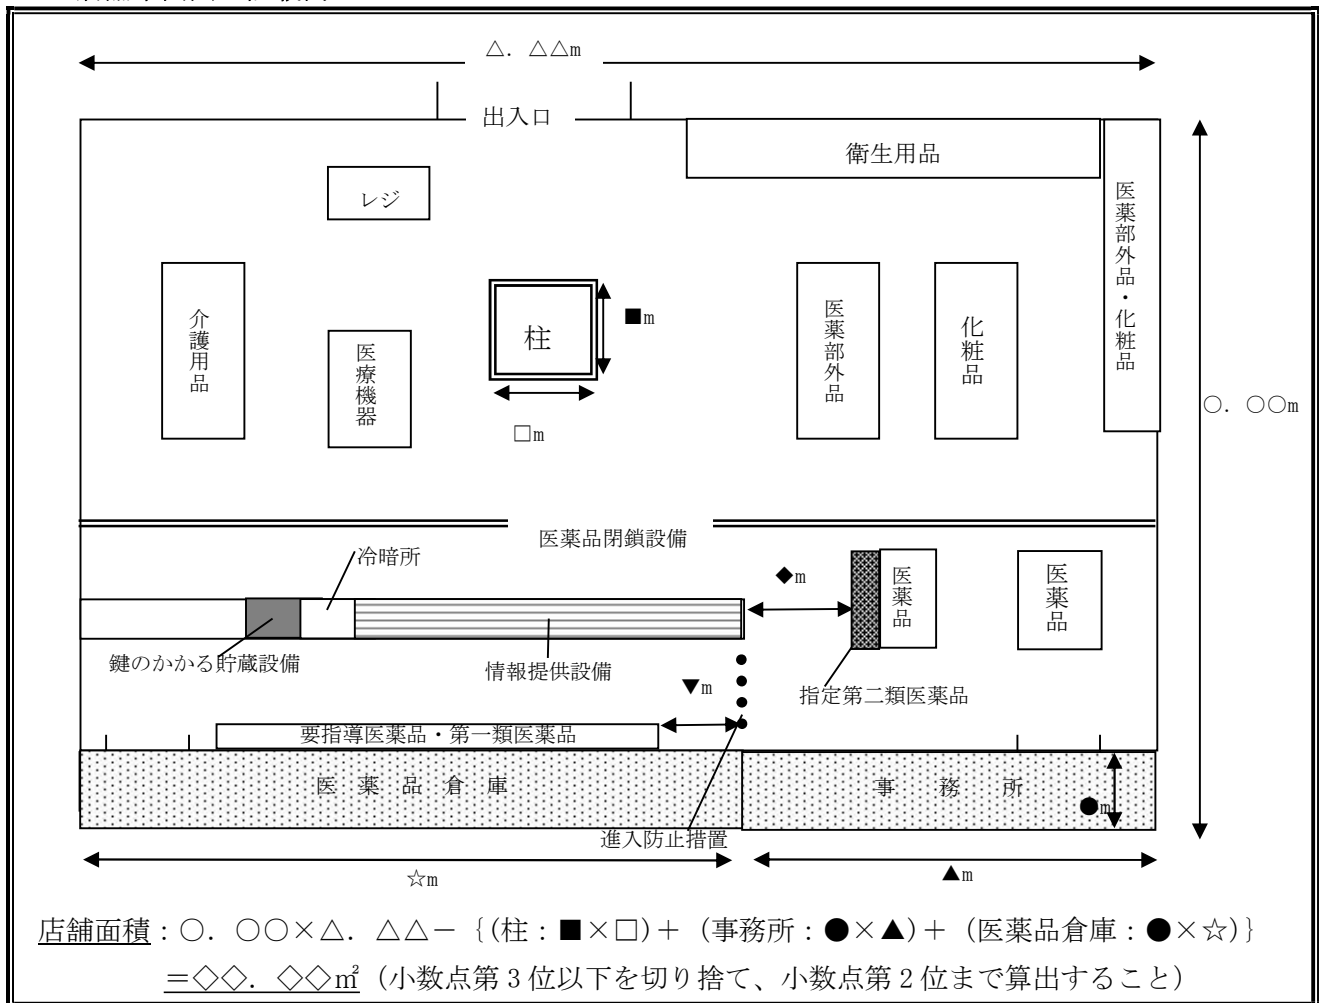 △．△△m
出入口
衛生用品
レジ
医薬部外品・化粧品
介護用品
医療機器
柱
■m
□m
医薬部外品
化粧品
○．○○m
医薬品閉鎖設備
冷暗所
◆m
医薬品
医薬品
鍵のかかる貯蔵設備
情報提供設備
▼m
指定第二類医薬品
要指導医薬品・第一類医薬品
医薬品倉庫
事務所
●m
進入防止措置
☆m
▲m
店舗面積：○．○○×△．△△－｛(柱：■×□)＋（事務所：●×▲)＋（医薬品倉庫：●×☆)｝
＝◇◇．◇◇㎡（小数点第３位以下を切り捨て、小数点第２位まで算出すること）